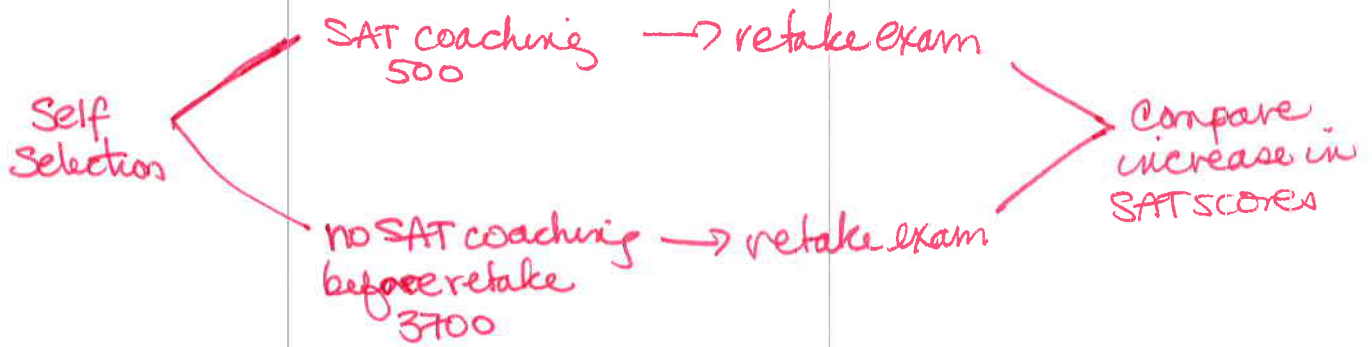 SAT coaching → retake exam
500
Self
Selection
Compare
increase in
SAT scores
no SAT coaching → retake exam
before retake
3700